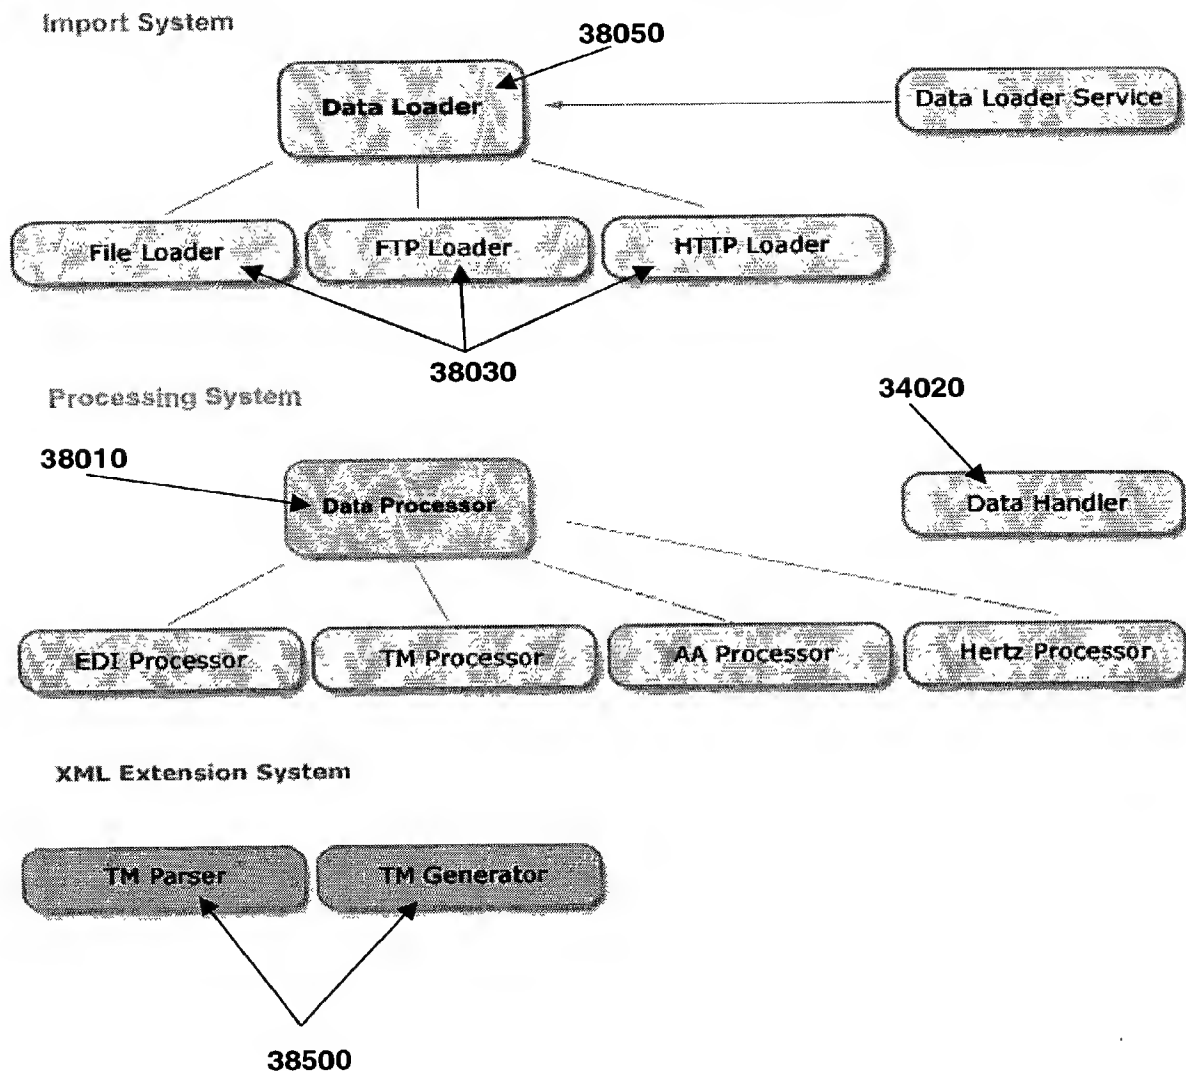 Import System
38050
Data Loader
Data Loader Service
File Loader
FTP Loader
HTTP Loader
38030
Processing System
34020
38010
Data Processor
Data Handler
EDI Processor
TM Processor
AA Processor
Hertz Processor
XML Extension System
TM Parser
TM Generator
38500